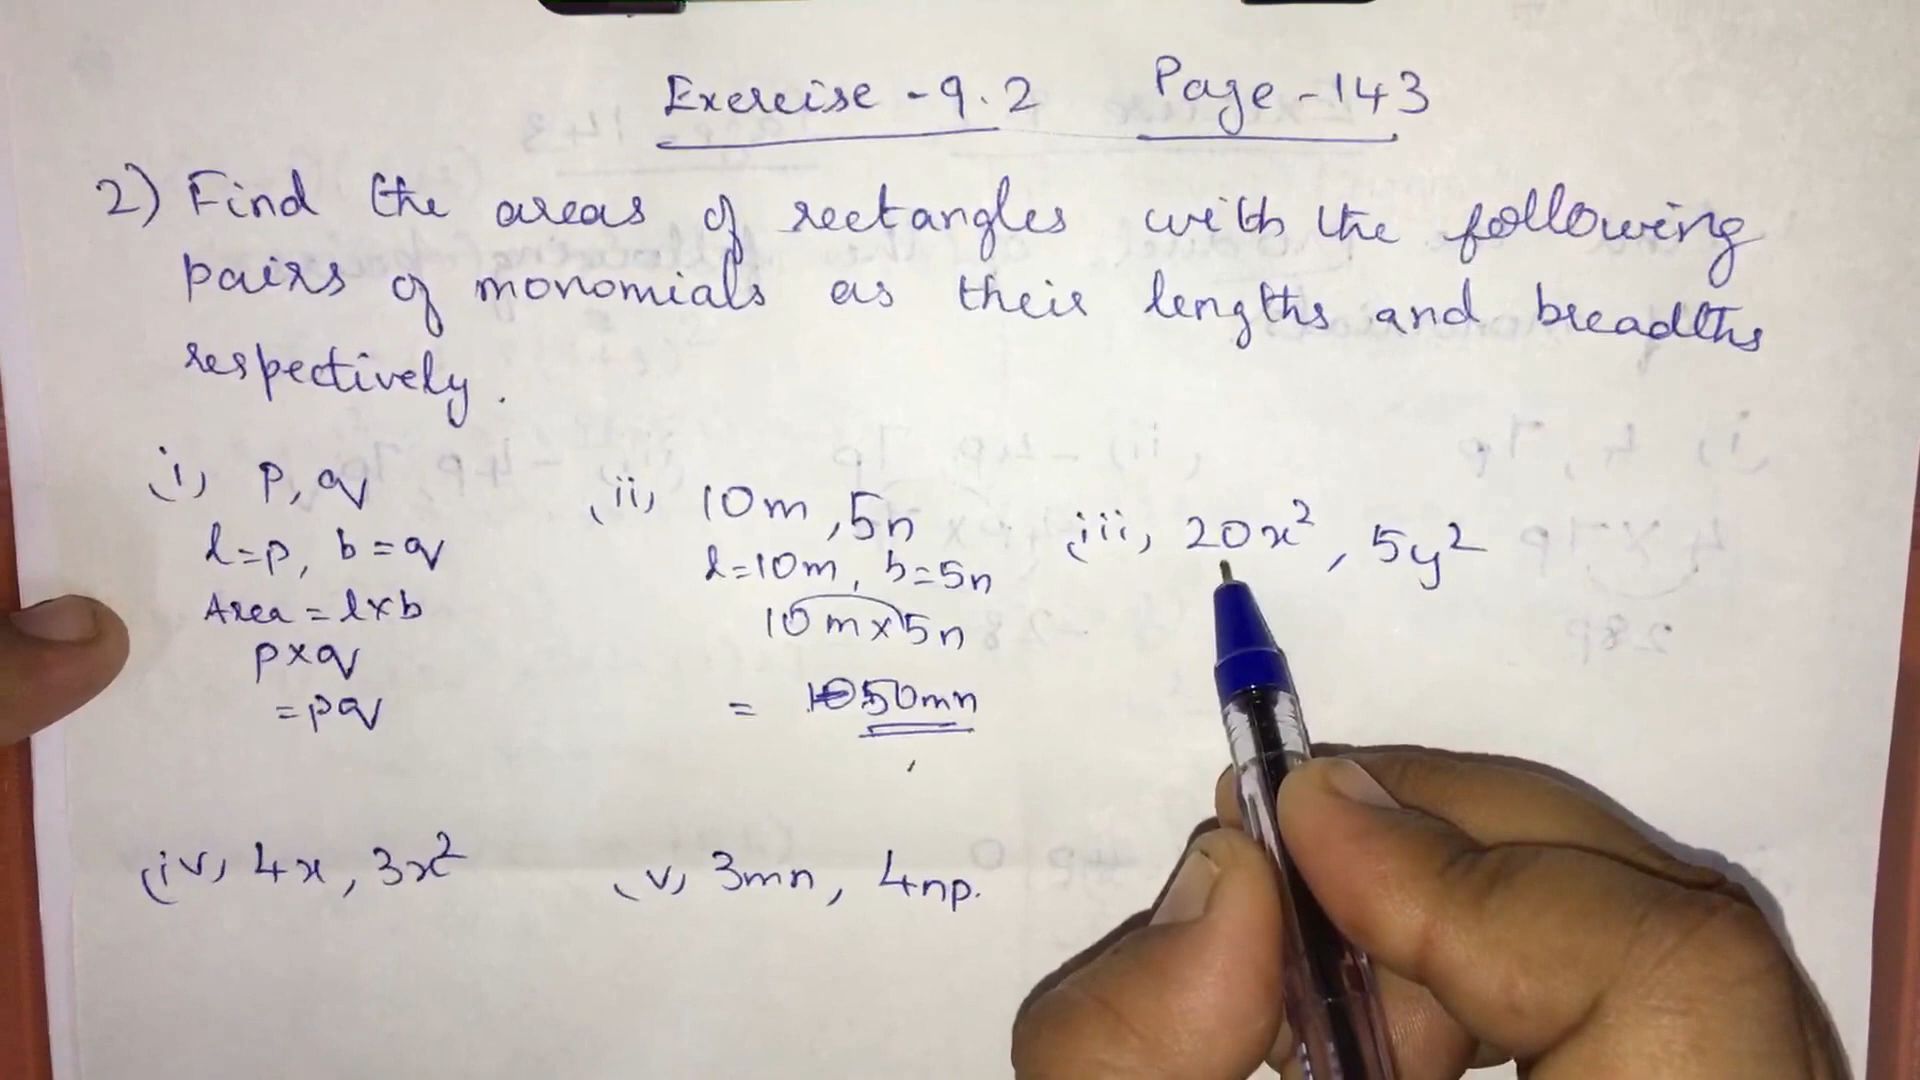 Exercise - 9.2 Page - 143
2) Find the areas of rectangles with the following
pairs of monomials as their lengths and breadths
respectively.
(i) p, q
l=p, b=q
Area = l×b
p×q
=pq
(ii) 10m, 5n
l=10m, b=5n
10m×5n
= 50mn
(iii) 20x², 5y²
(iv) 4x, 3x²
(v) 3mn, 4np.